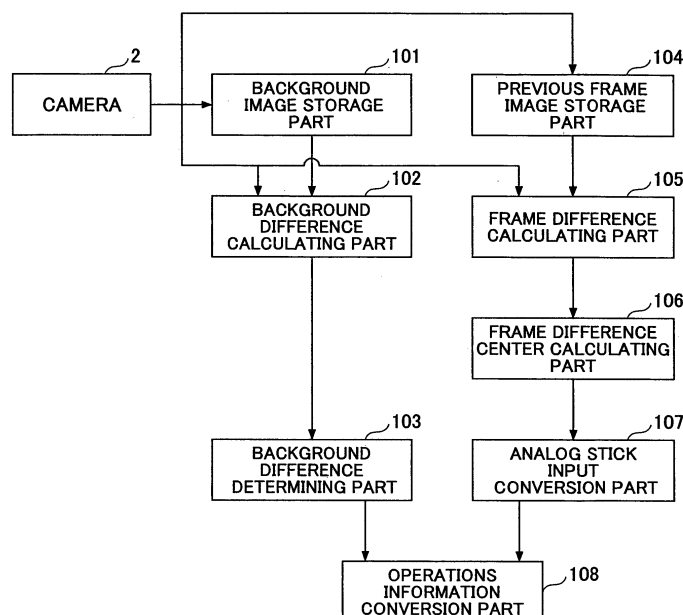 2
CAMERA
101
BACKGROUND
IMAGE STORAGE
PART
104
PREVIOUS FRAME
IMAGE STORAGE
PART
102
BACKGROUND
DIFFERENCE
CALCULATING PART
105
FRAME DIFFERENCE
CALCULATING PART
106
FRAME DIFFERENCE
CENTER CALCULATING
PART
103
BACKGROUND
DIFFERENCE
DETERMINING PART
107
ANALOG STICK
INPUT
CONVERSION PART
OPERATIONS
INFORMATION
CONVERSION PART
108